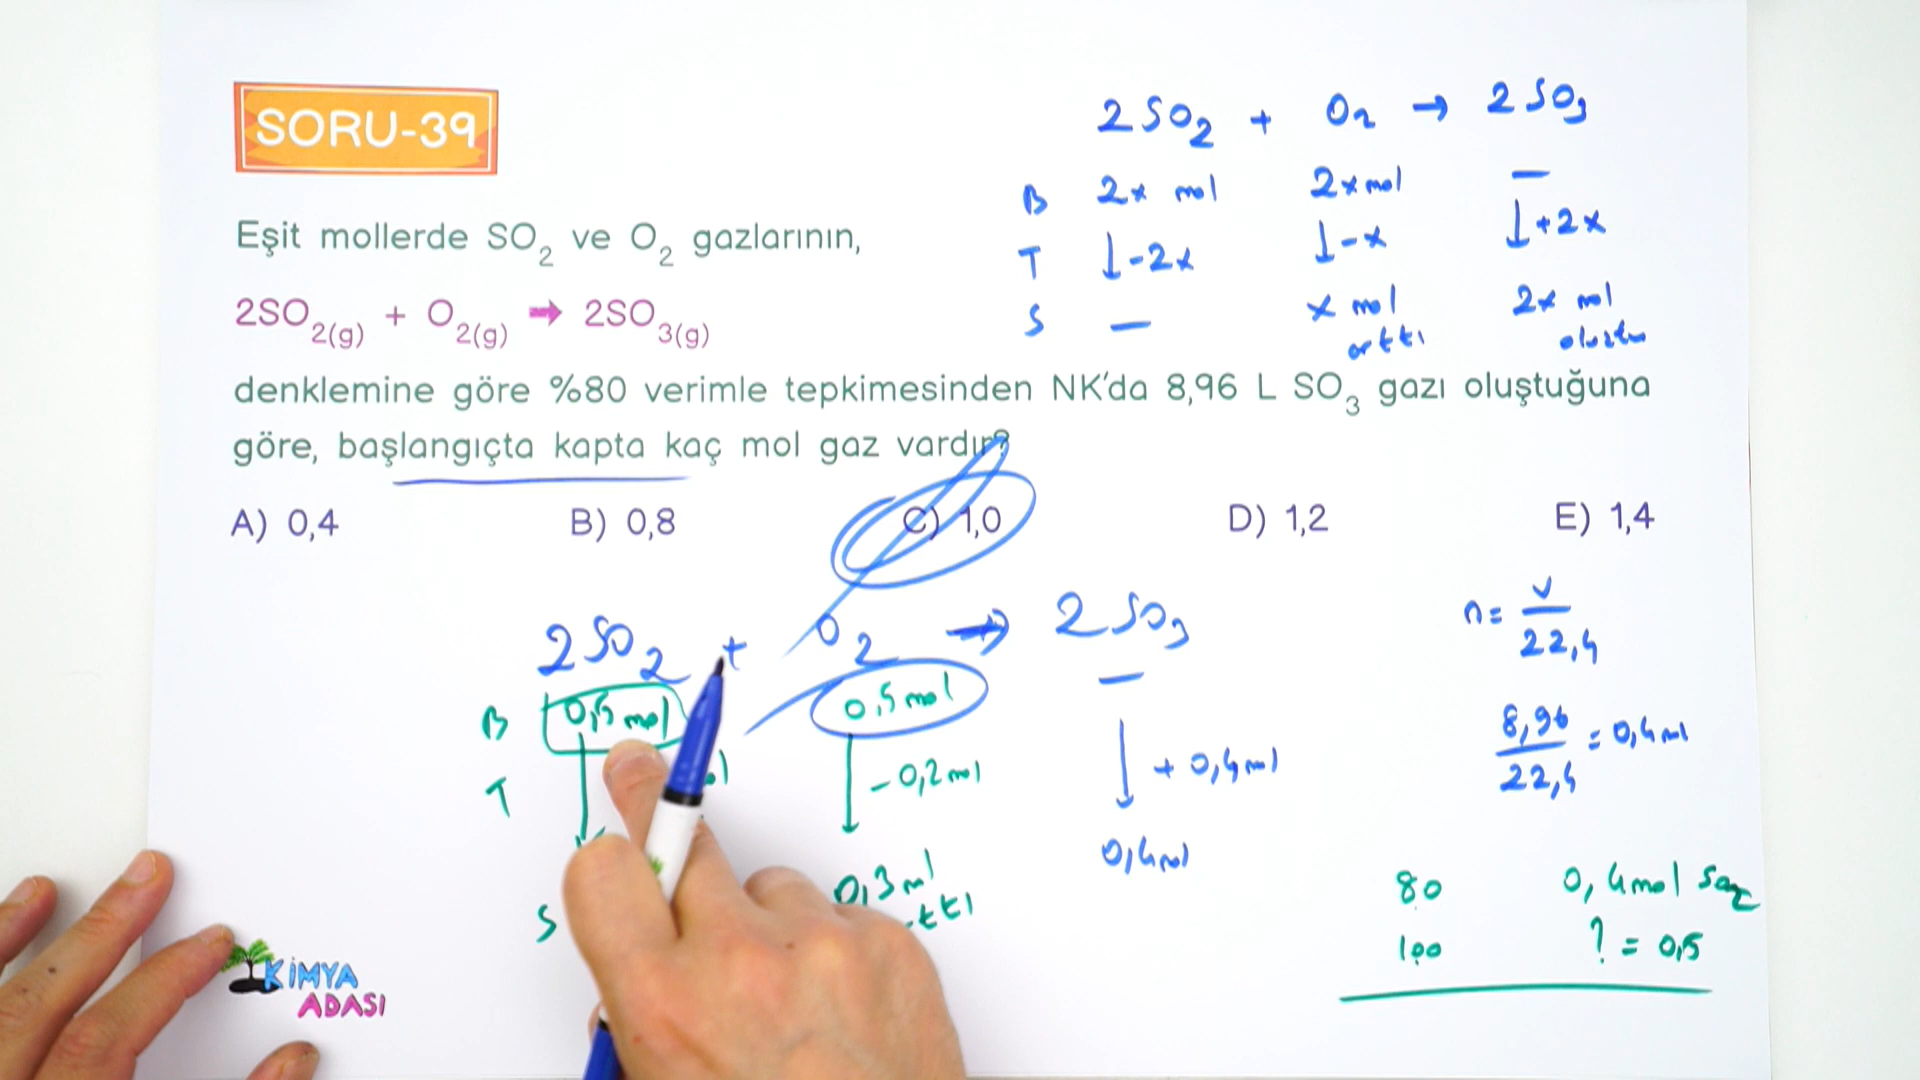 SORU-39
2SO₂ + O₂ → 2SO₃
B 2x mol 2x mol —
T ↓-2x ↓-x ↓+2x
S — x mol arttı 2x mol oluştu
Eşit mollerde SO₂ ve O₂ gazlarının,
2SO₂(g) + O₂(g) ➡ 2SO₃(g)
denklemine göre %80 verimle tepkimesinden NK'da 8,96 L SO₃ gazı oluştuğuna
göre, başlangıçta kapta kaç mol gaz vardır?
A) 0,4 B) 0,8 C) 1,0 D) 1,2 E) 1,4
2SO₂ + O₂ → 2SO₃
B 0,5 mol 0,5 mol —
T -0,2 mol + 0,4 mol
S 0,3 mol 0,4 mol
n = V/22,4
8,96/22,4 = 0,4 mol
80 0,4 mol
100 ? = 0,5
KİMYA
ADASI